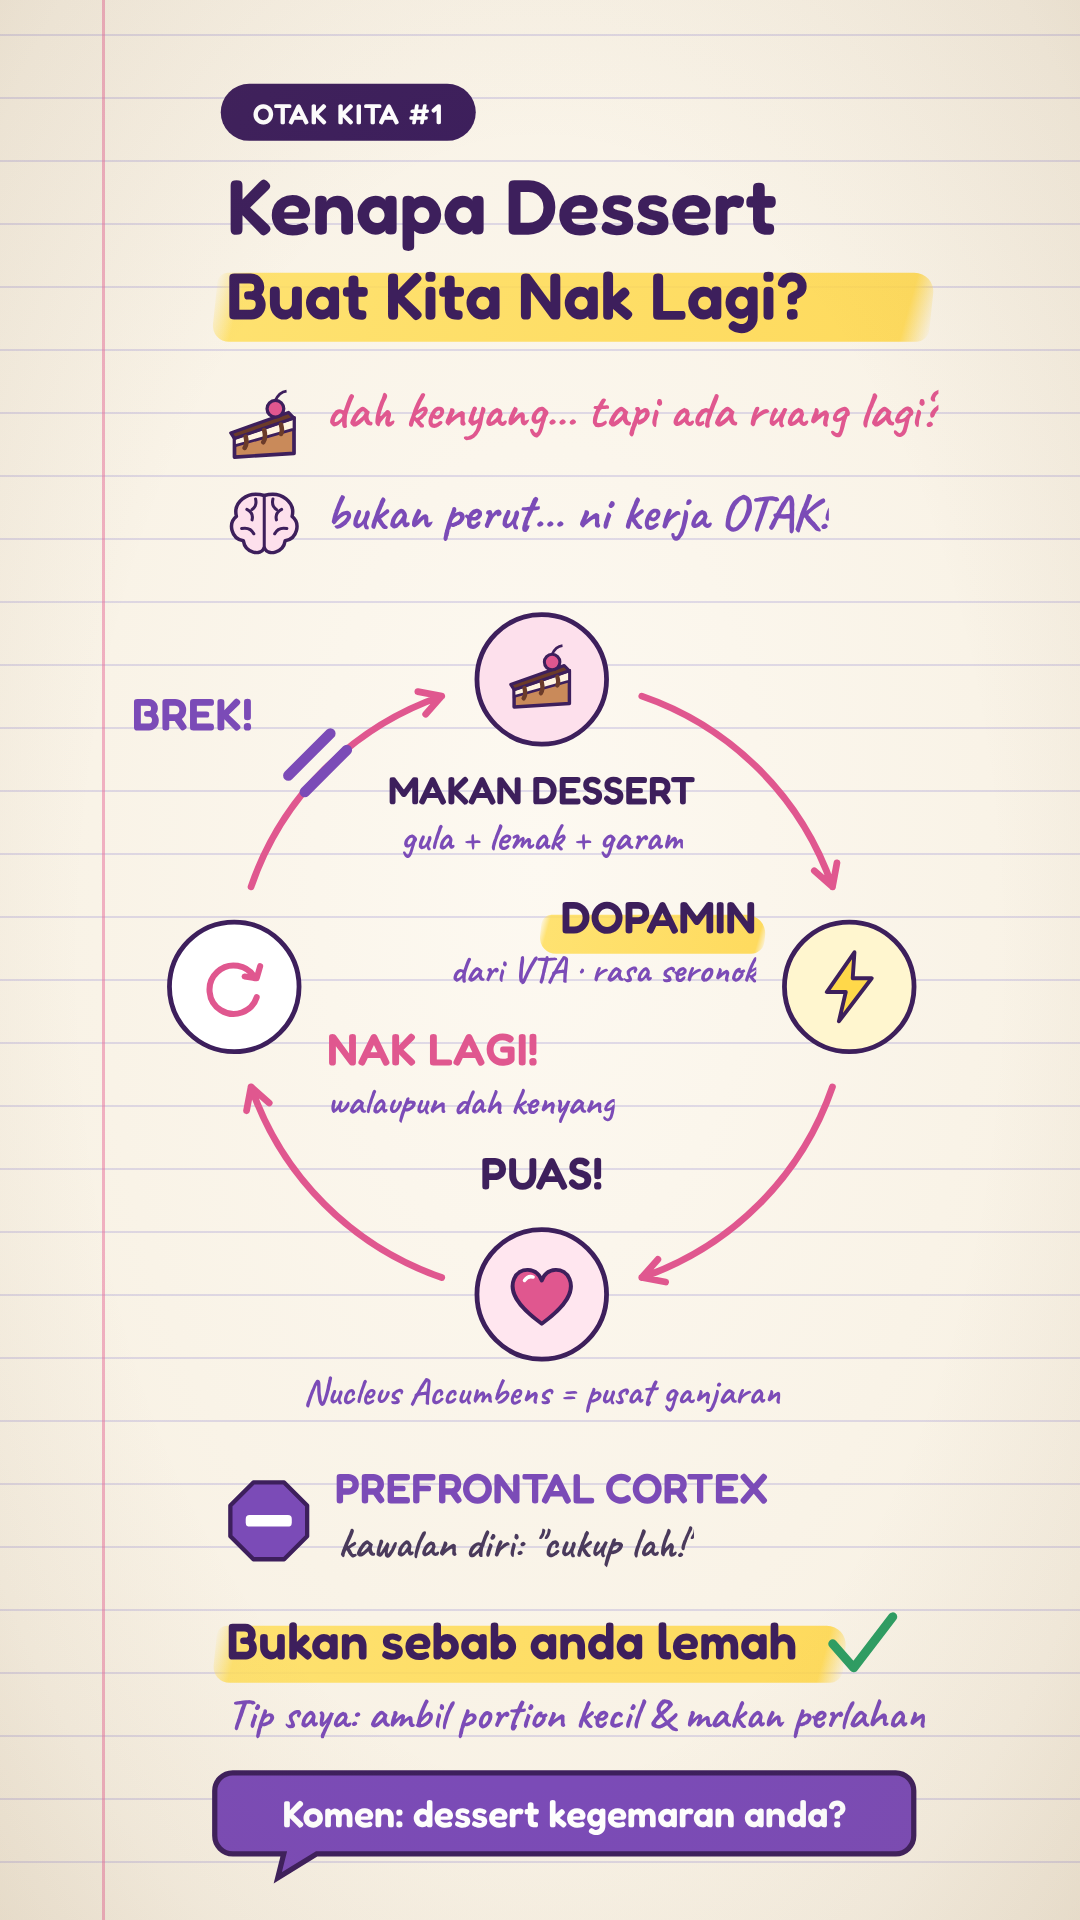 OTAK KITA #1
Kenapa Dessert
Buat Kita Nak Lagi?
dah kenyang... tapi ada ruang lagi?
bukan perut... ni kerja OTAK!
BREK!
MAKAN DESSERT
gula + lemak + garam
DOPAMIN
dari VTA · rasa seronok
NAK LAGI!
walaupun dah kenyang
PUAS!
Nucleus Accumbens = pusat ganjaran
PREFRONTAL CORTEX
kawalan diri: "cukup lah!"
Bukan sebab anda lemah
Tip saya: ambil portion kecil & makan perlahan
Komen: dessert kegemaran anda?